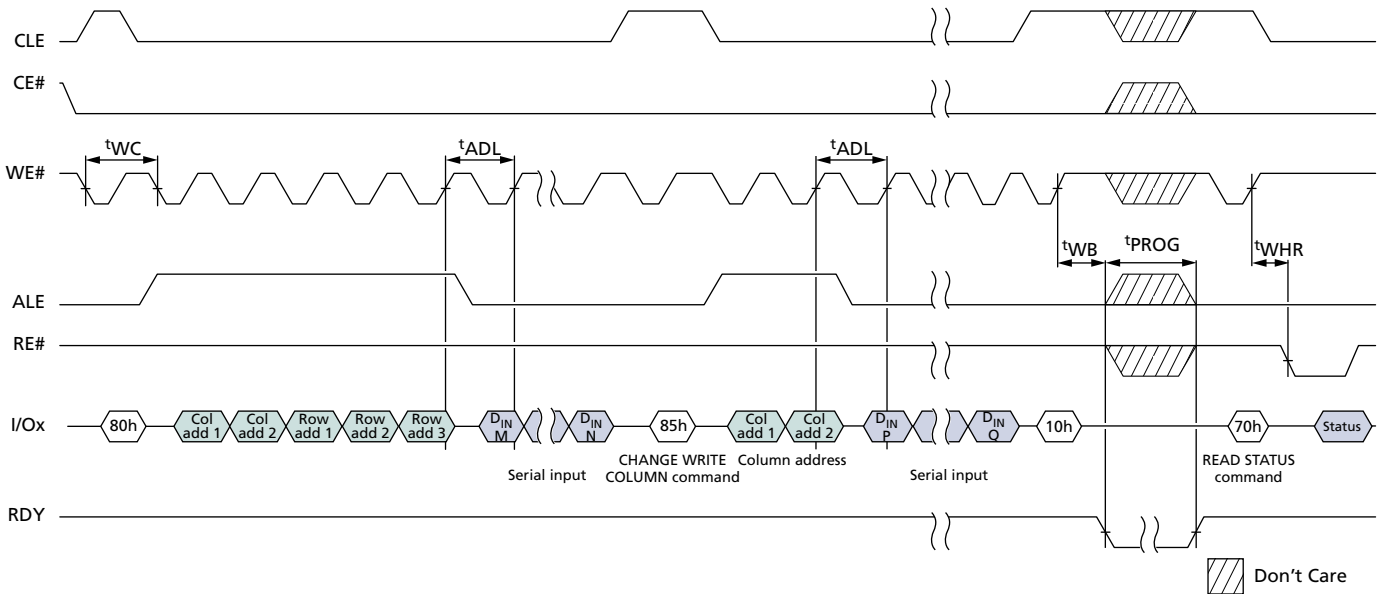 CLE
CE#
tWC
tADL
tADL
WE#
tWB
tPROG
tWHR
ALE
RE#
I/Ox
80h
Col add 1
Col add 2
Row add 1
Row add 2
Row add 3
DIN M
DIN N
85h
Col add 1
Col add 2
DIN P
DIN Q
10h
70h
Status
Serial input
CHANGE WRITE
COLUMN command
Column address
Serial input
READ STATUS
command
RDY
Don't Care